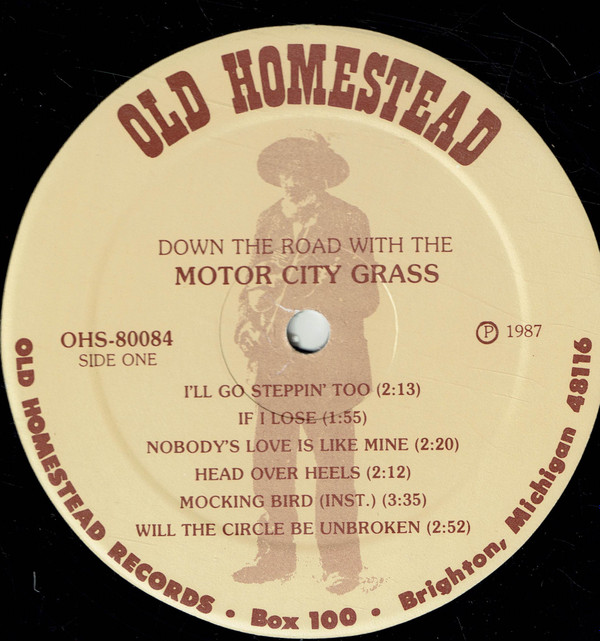 OLD HOMESTEAD
DOWN THE ROAD WITH THE
MOTOR CITY GRASS
OHS-80084
SIDE ONE
Ⓟ 1987
I'LL GO STEPPIN' TOO (2:13)
IF I LOSE (1:55)
NOBODY'S LOVE IS LIKE MINE (2:20)
HEAD OVER HEELS (2:12)
MOCKING BIRD (INST.) (3:35)
WILL THE CIRCLE BE UNBROKEN (2:52)
OLD HOMESTEAD RECORDS • Box 100 • Brighton, Michigan 48116